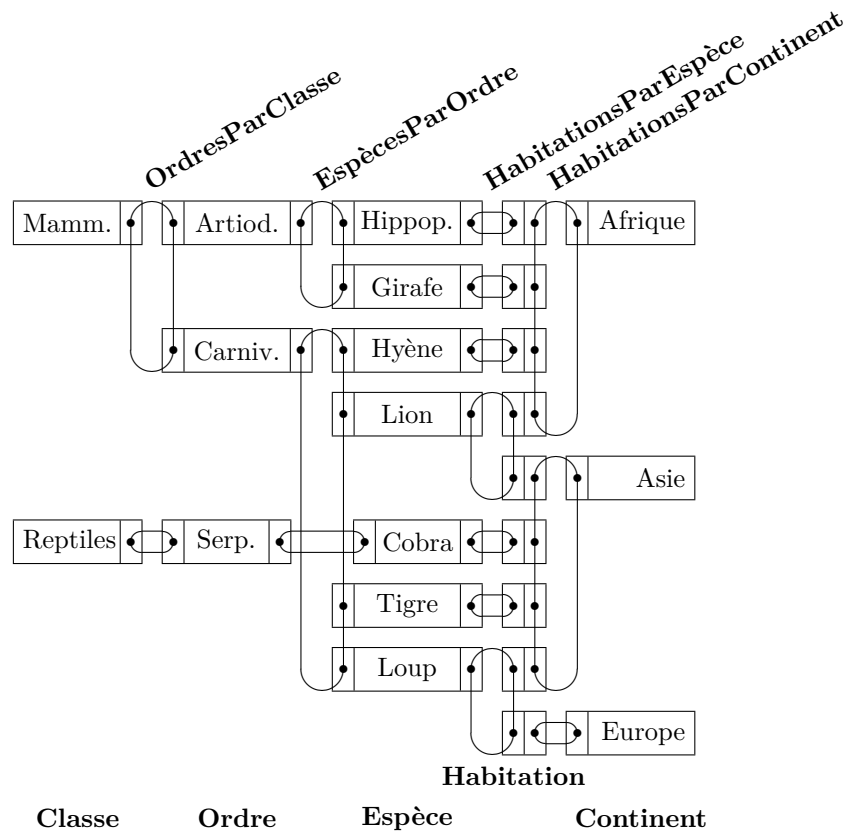 OrdresParClasse
EspècesParOrdre
HabitationsParEspèce
HabitationsParContinent
Mamm. Artiod. Hippop. Afrique
Girafe
Carniv. Hyène
Lion
Asie
Reptiles Serp. Cobra
Tigre
Loup
Europe
Habitation
Classe Ordre Espèce Continent